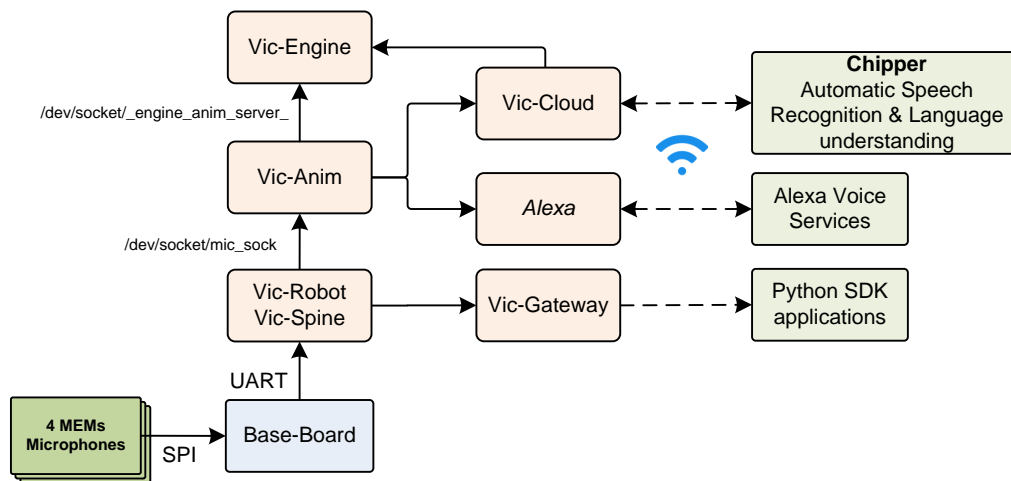 Vic-Engine
Chipper
Automatic Speech
Recognition & Language
understanding
Vic-Cloud
/dev/socket/_engine_anim_server_
Vic-Anim
Alexa
Alexa Voice
Services
/dev/socket/mic_sock
Vic-Robot
Vic-Spine
Vic-Gateway
Python SDK
applications
UART
4 MEMs
Microphones
SPI
Base-Board